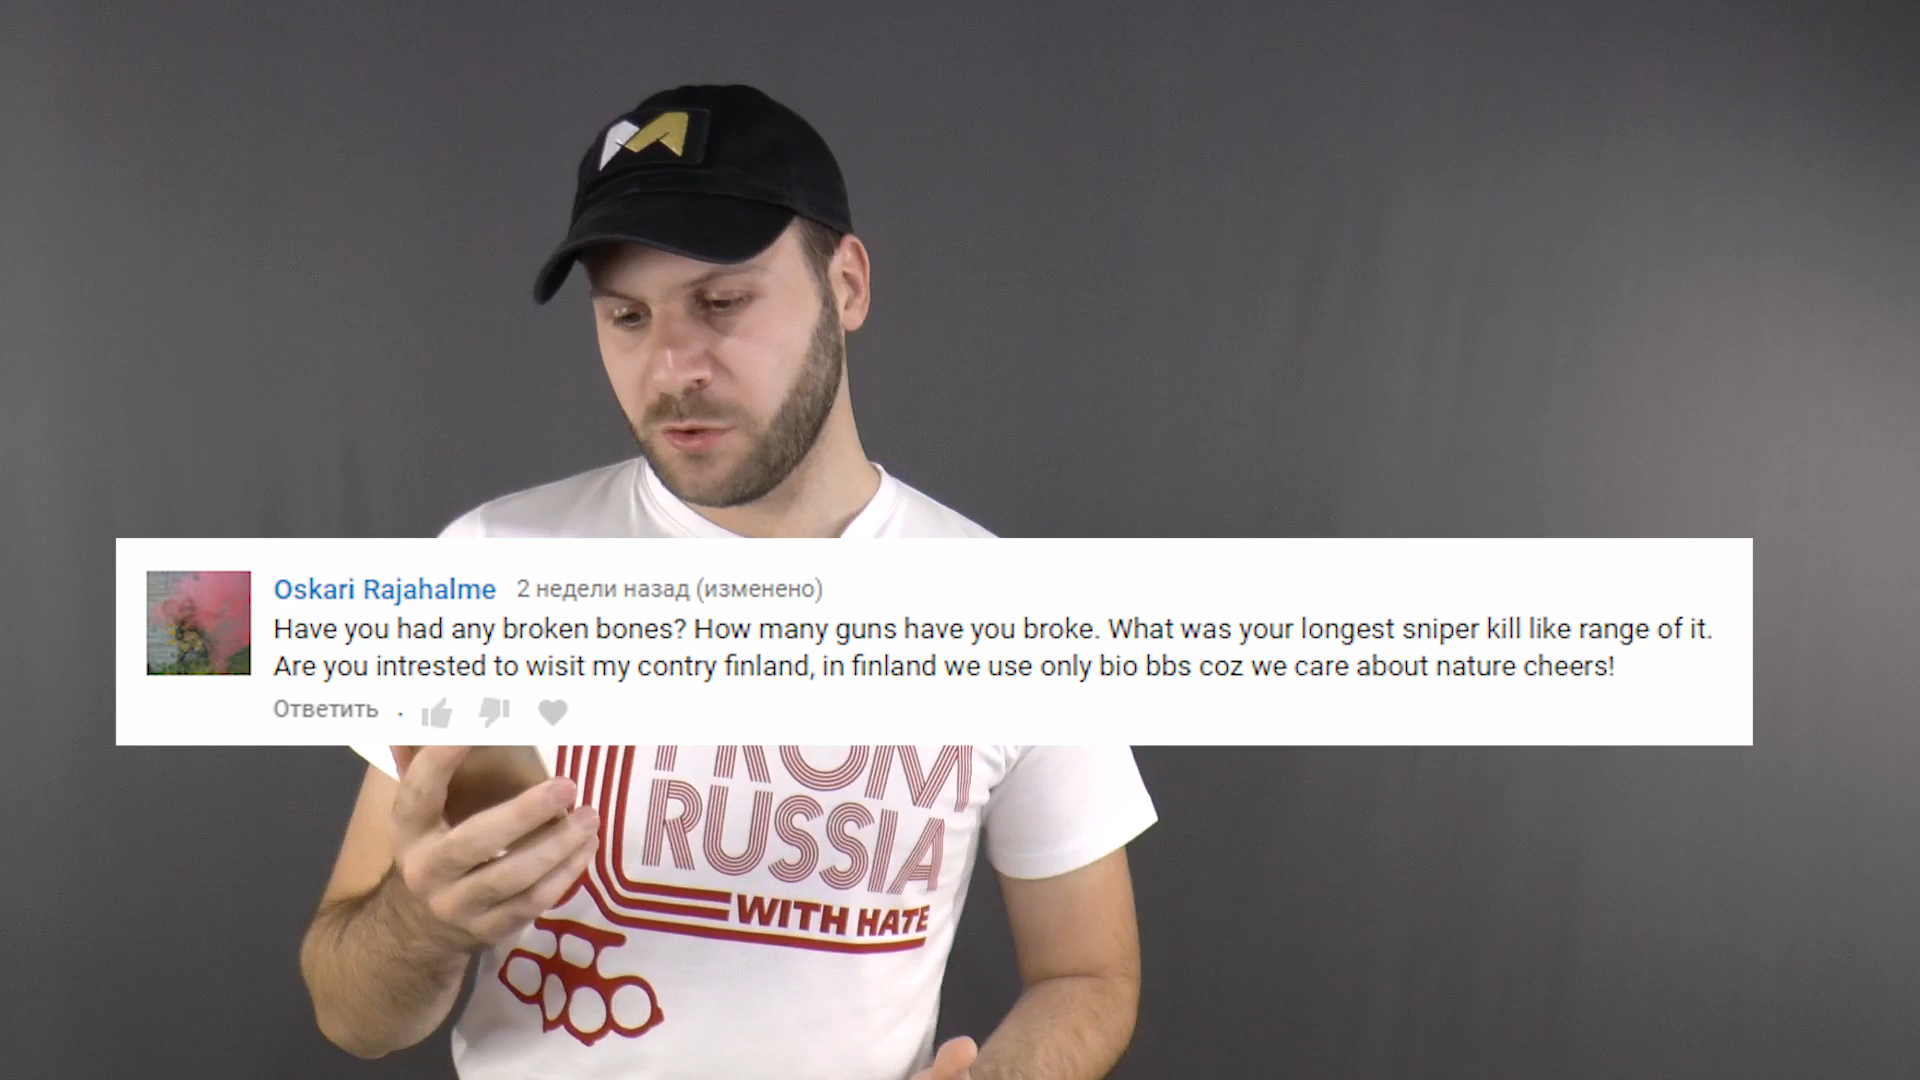 MA
Oskari Rajahalme 2 недели назад (изменено)
Have you had any broken bones? How many guns have you broke. What was your longest sniper kill like range of it.
Are you intrested to wisit my contry finland, in finland we use only bio bbs coz we care about nature cheers!
Ответить
FROM
RUSSIA
WITH HATE